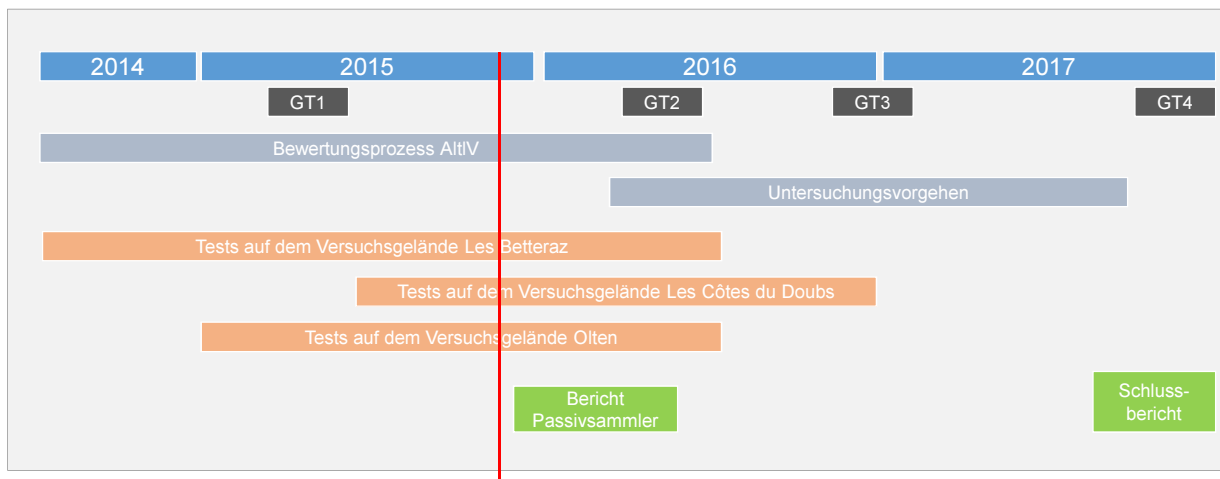 2014 2015 2016 2017
GT1 GT2 GT3 GT4
Bewertungsprozess AltlV
Untersuchungsvorgehen
Tests auf dem Versuchsgelände Les Betteraz
Tests auf dem Versuchsgelände Les Côtes du Doubs
Tests auf dem Versuchsgelände Olten
Bericht
Passivsammler
Schluss-
bericht